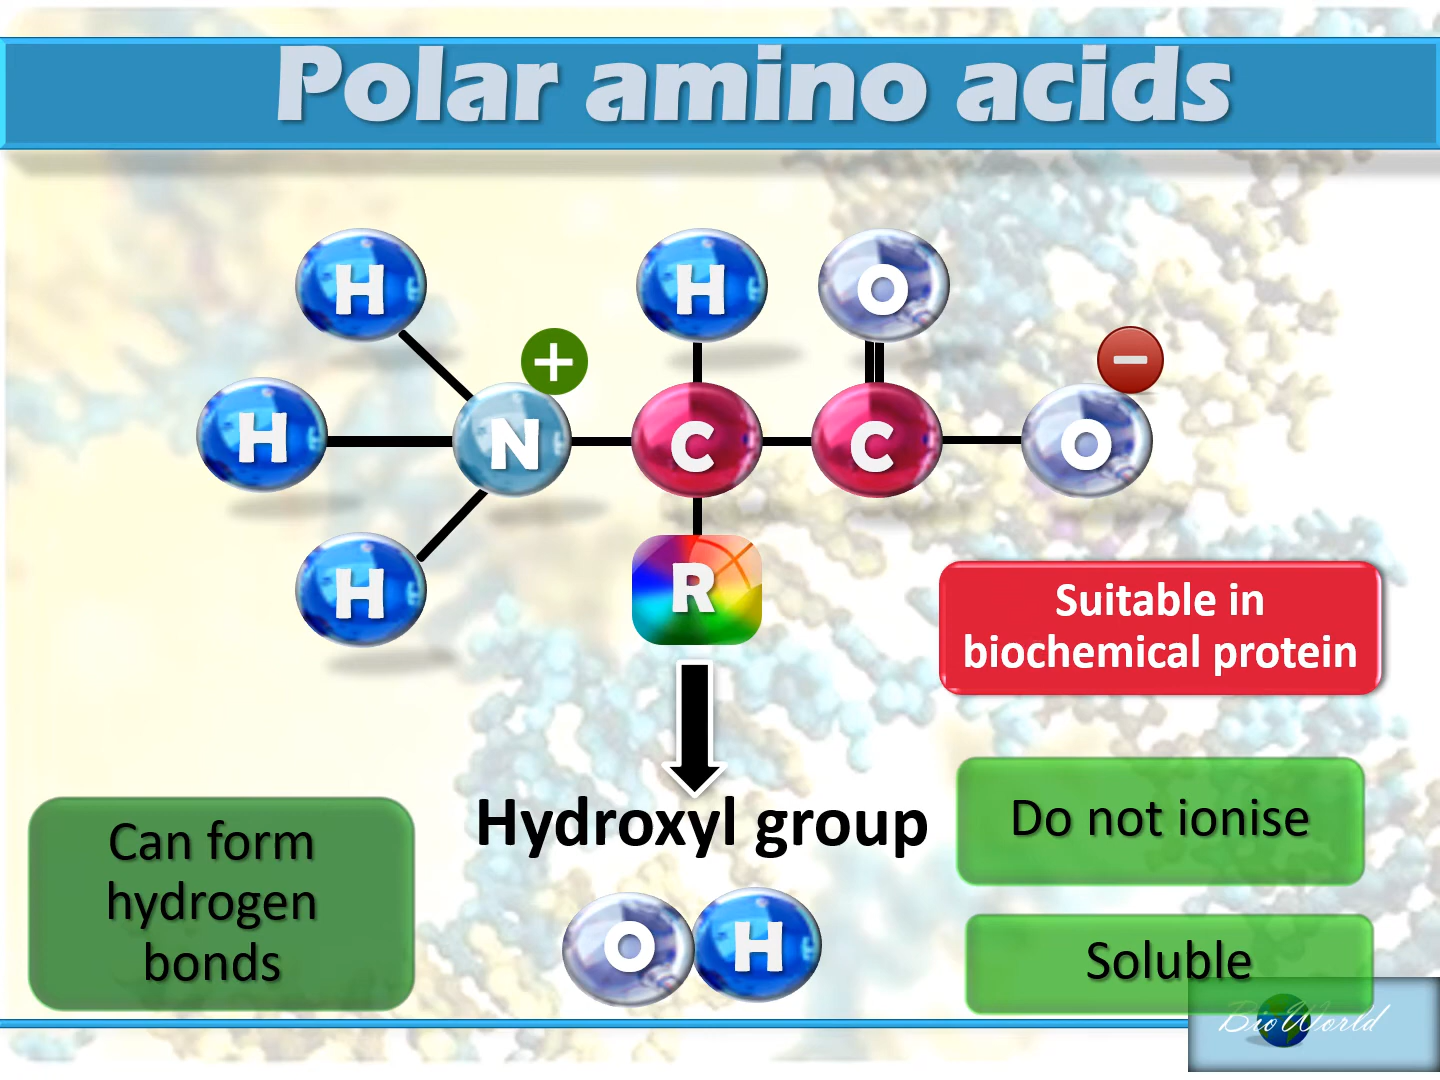 Polar amino acids
H H O
+ −
H N C C O
H R
Suitable in
biochemical protein
Hydroxyl group
Do not ionise
Can form
hydrogen
bonds
O H
Soluble
BioWorld